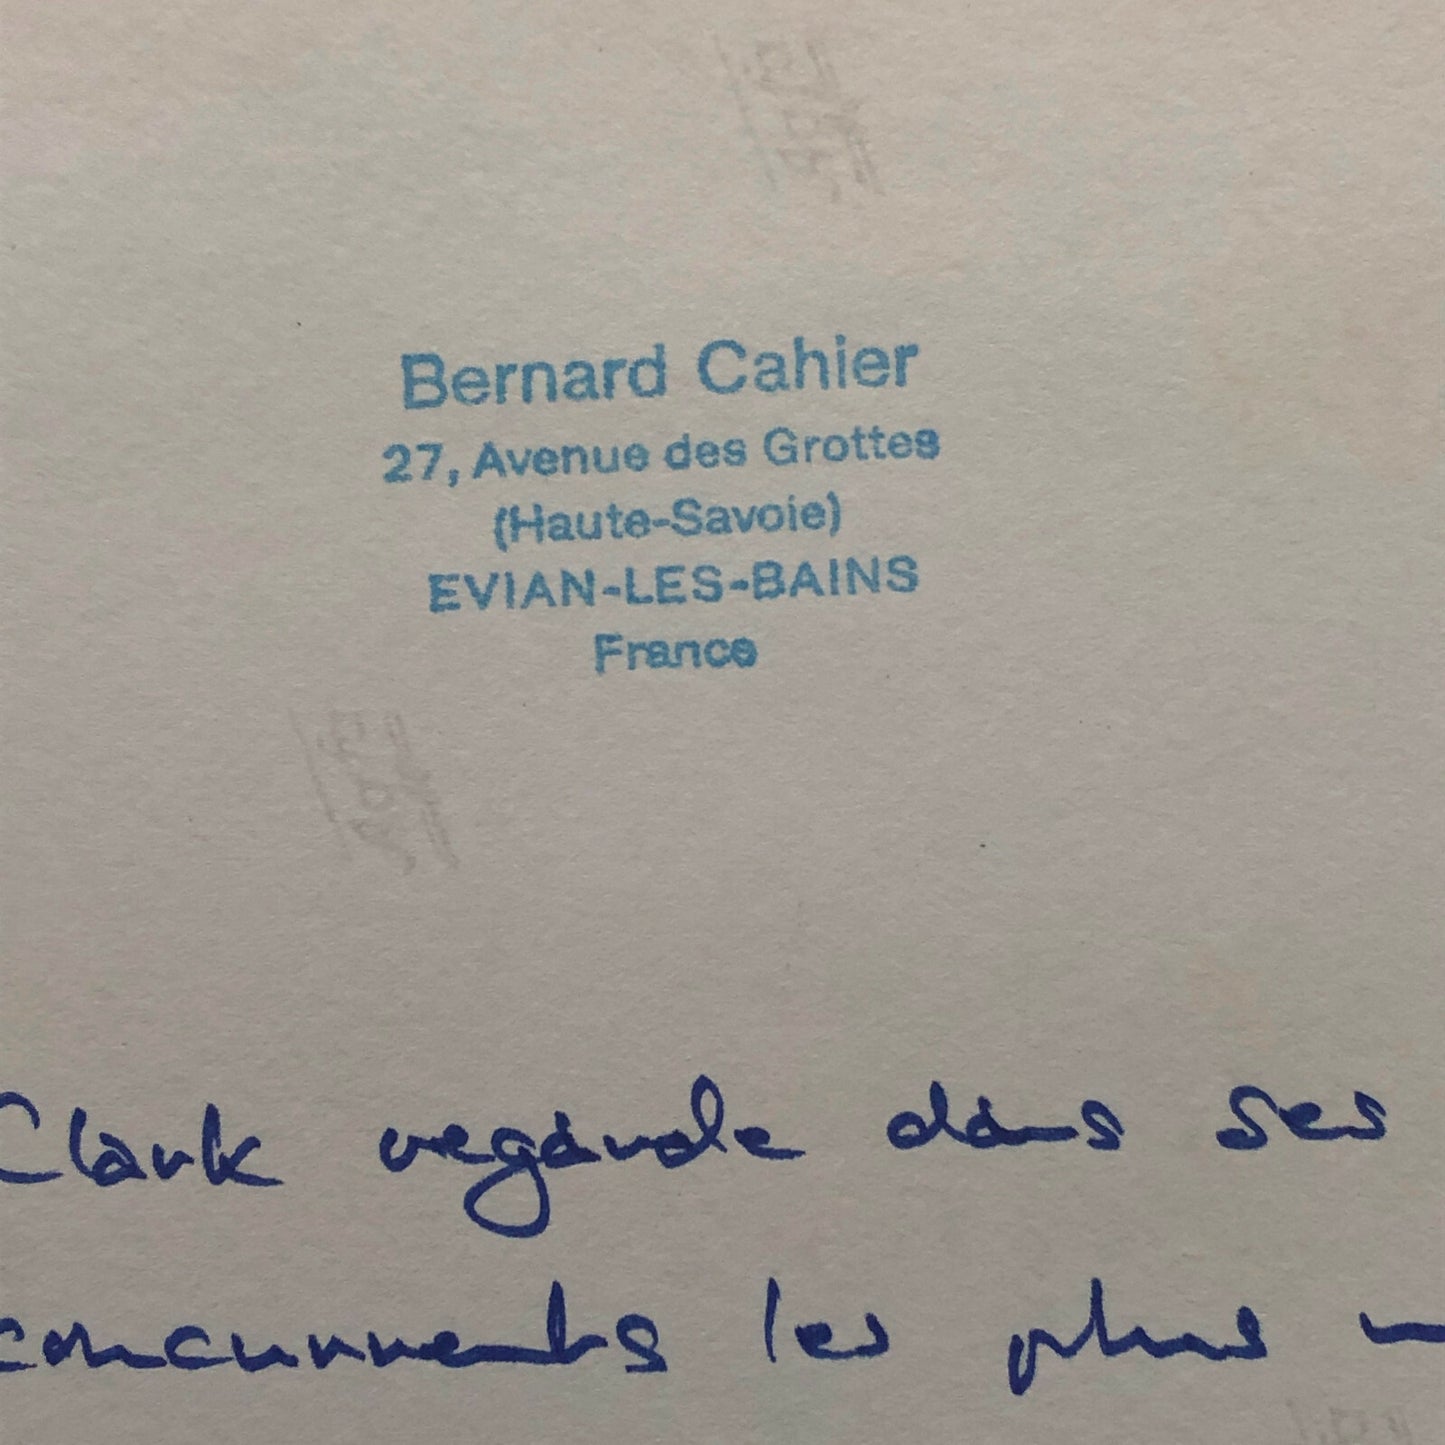 Bernard Cahier
27, Avenue des Grottes
(Haute-Savoie)
EVIAN-LES-BAINS
France
Clark regarde dans ses
concurrents les plus